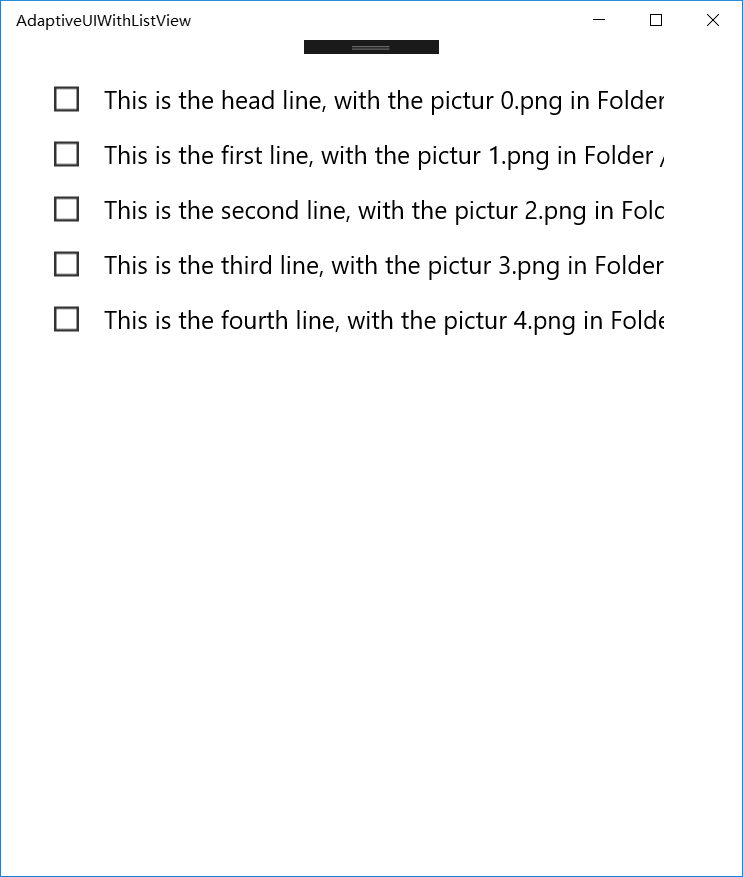 AdaptiveUIWithListView
This is the head line, with the pictur 0.png in Folder
This is the first line, with the pictur 1.png in Folder /
This is the second line, with the pictur 2.png in Fold
This is the third line, with the pictur 3.png in Folder
This is the fourth line, with the pictur 4.png in Folde